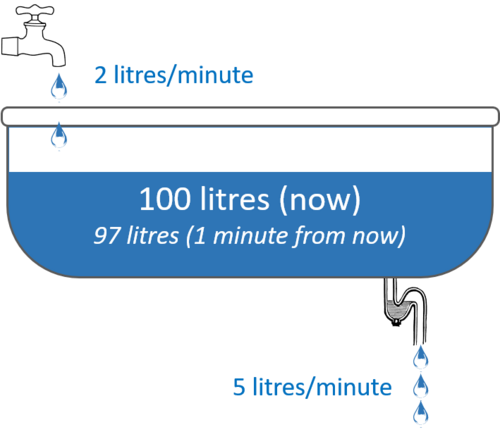 2 litres/minute
100 litres (now)
97 litres (1 minute from now)
5 litres/minute